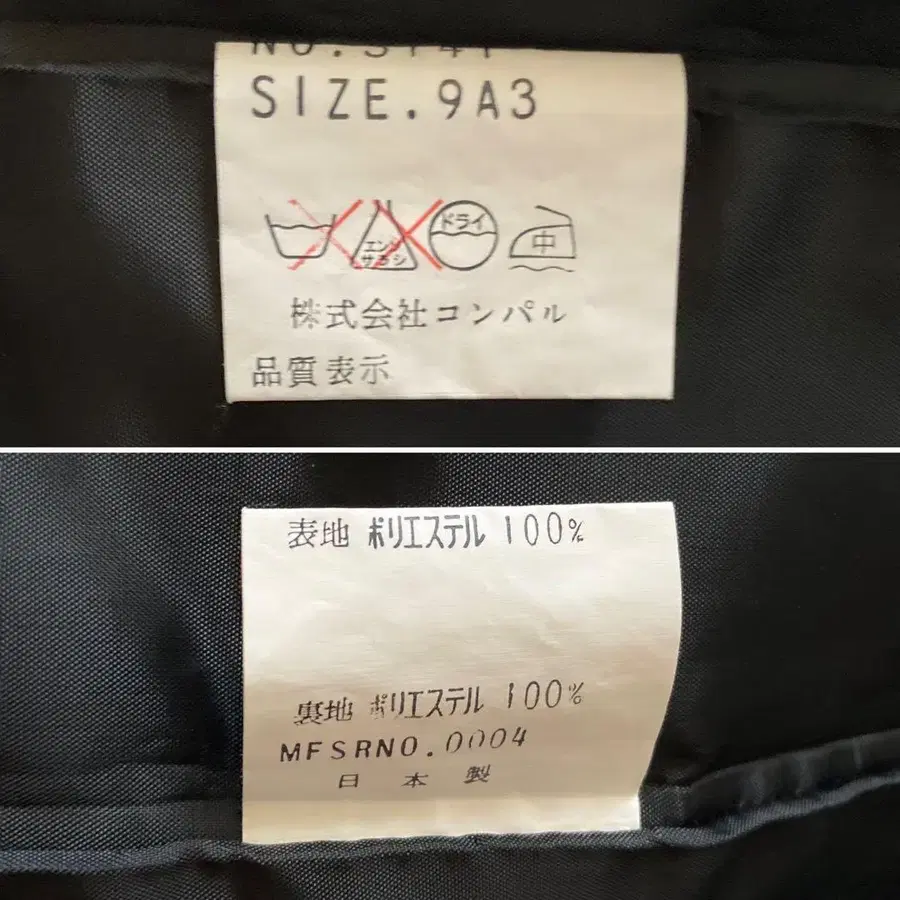 SIZE.9A3
エンソ
サラシ
ドライ
中
株式会社コンパル
品質表示
表地 ポリエステル 100%
裏地 ポリエステル 100%
MFSRNO.0004
日本製